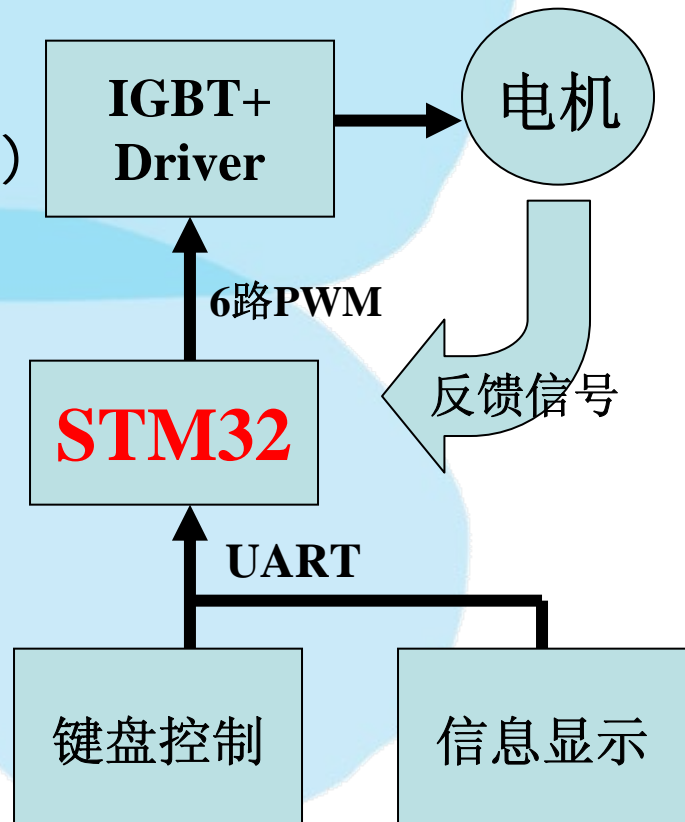 IGBT+
Driver
电机
）
6路PWM
STM32
反馈信号
UART
键盘控制
信息显示